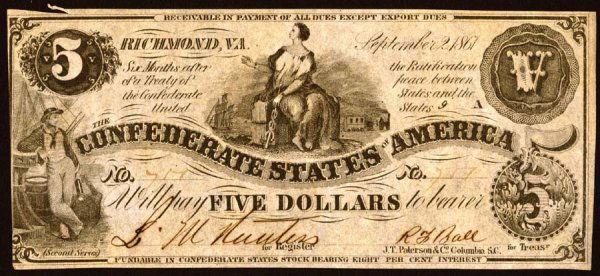 RECEIVABLE IN PAYMENT OF ALL DUES EXCEPT EXPORT DUES
5
RICHMOND, VA.
September 2, 1861
Six Months after the Ratification
of a Treaty of peace between
the Confederate States and the
United States
9 A
V
THE
CONFEDERATE STATES OF AMERICA
No. No.
Will pay FIVE DOLLARS to bearer
5
for Register
for Treasr
J.T. Paterson & Co. Columbia, S.C.
(Second Series)
FUNDABLE IN CONFEDERATE STATES STOCK BEARING EIGHT PER CENT INTEREST